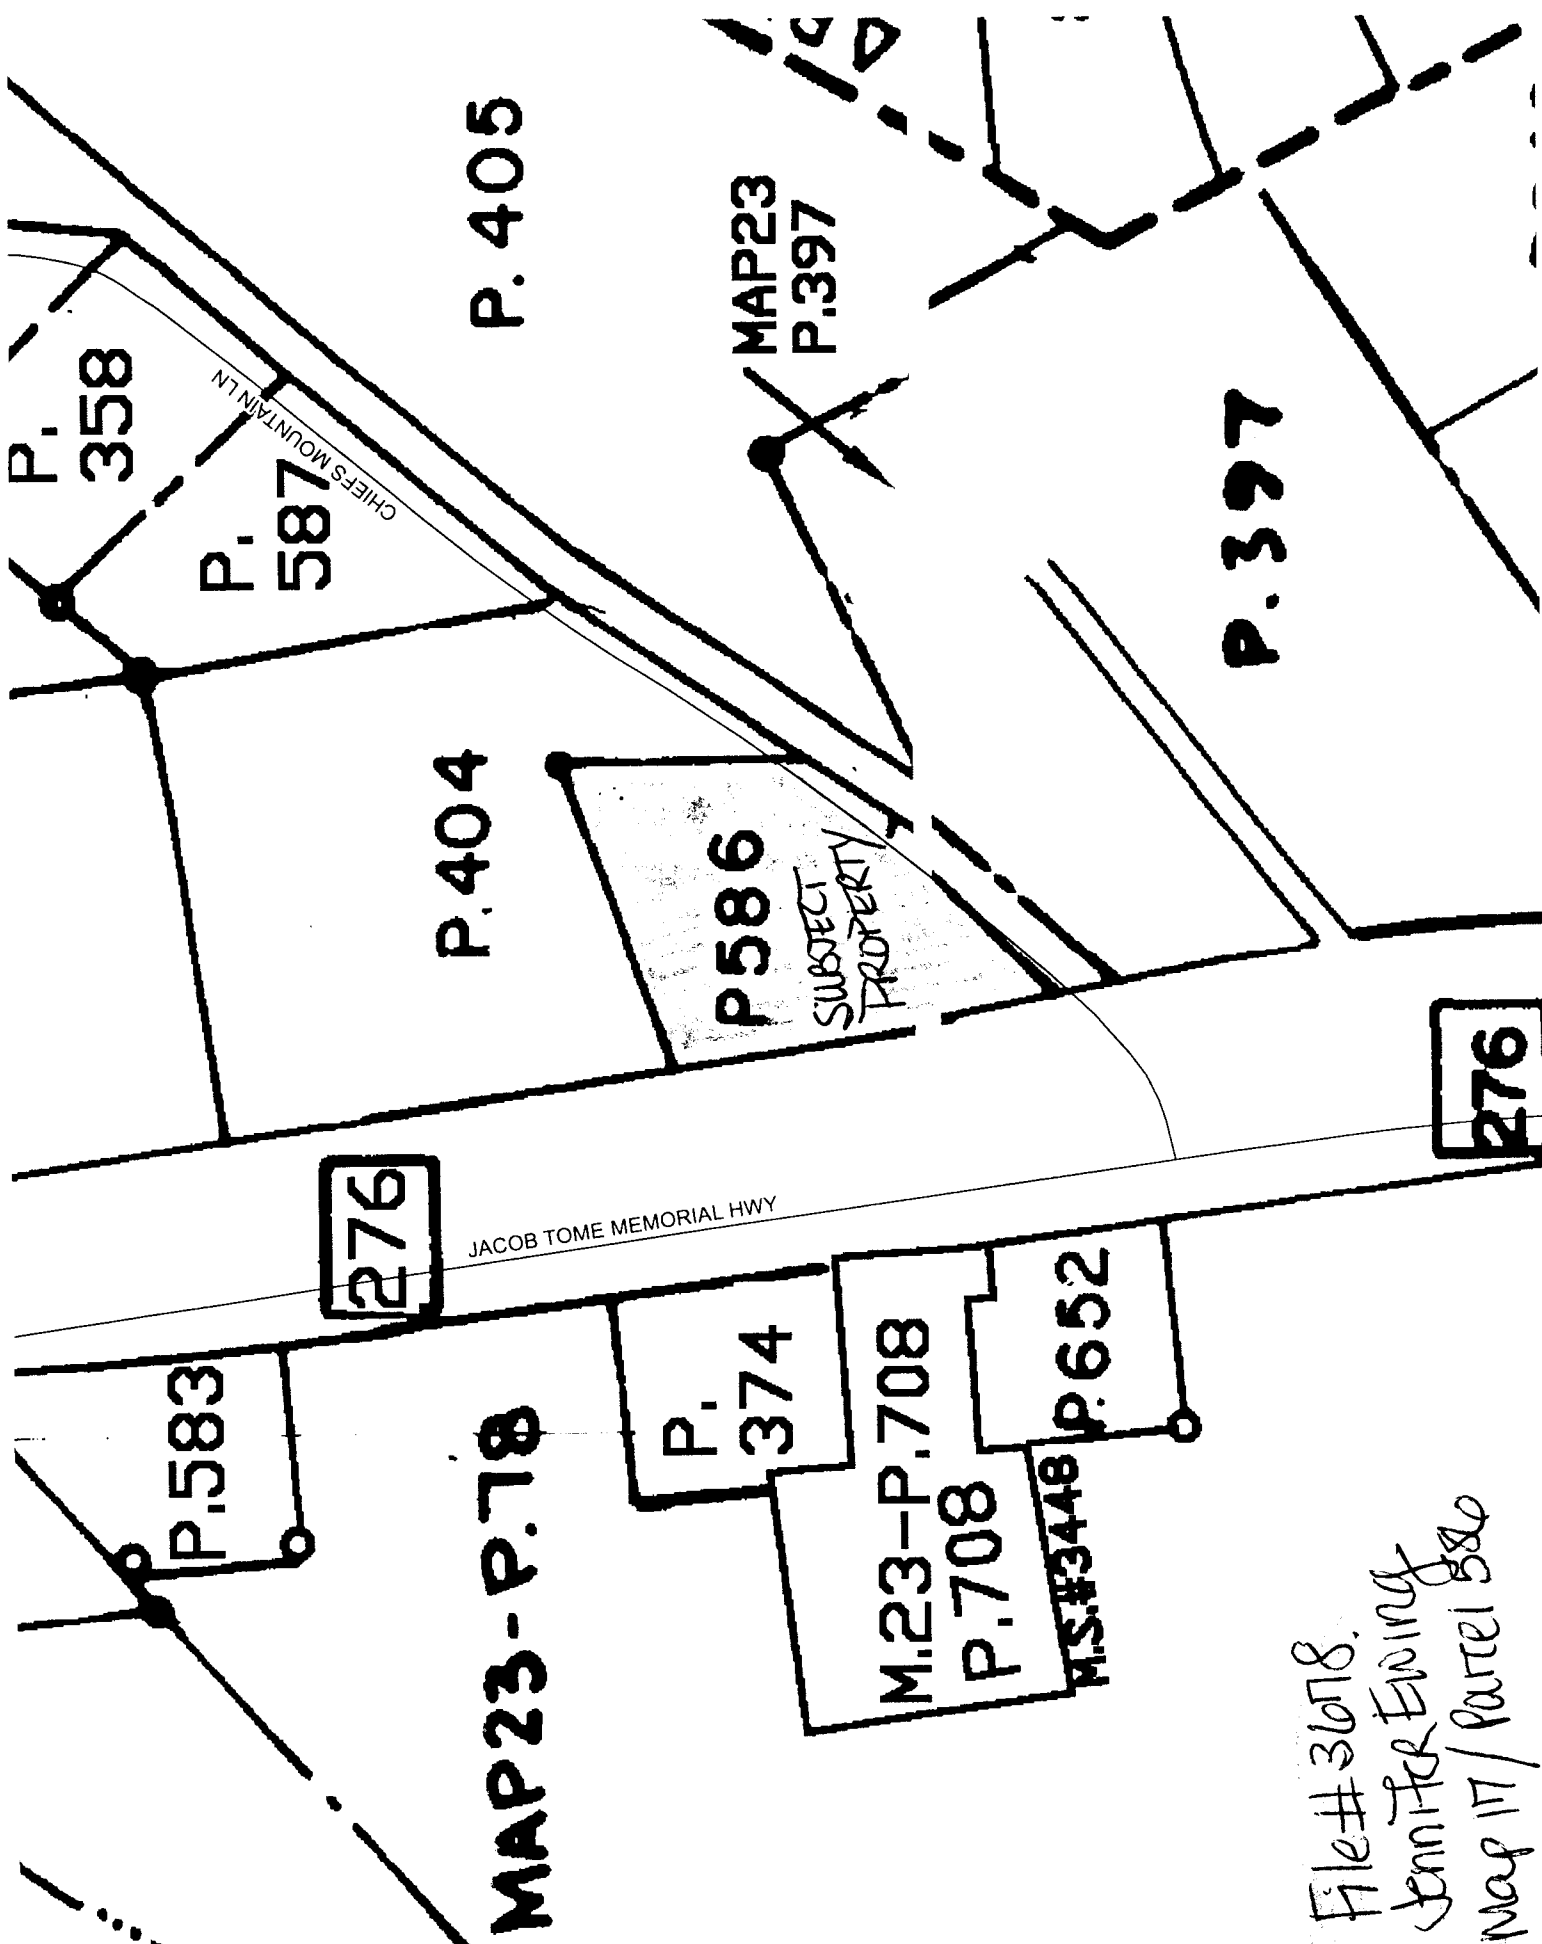 P.
358
P.583
P.
587
CHIEFS MOUNTAIN LN
276
P.404
P. 405
MAP23-P.78
JACOB TOME MEMORIAL HWY
P.
374
P586
SUBJECT
PROPERTY
MAP23
P.397
M.23-P.708
P.708
P.652
M.S.#3448
P.397
File# 3678.
Jennifer Ewing
Map 17/ Parcel 586
276